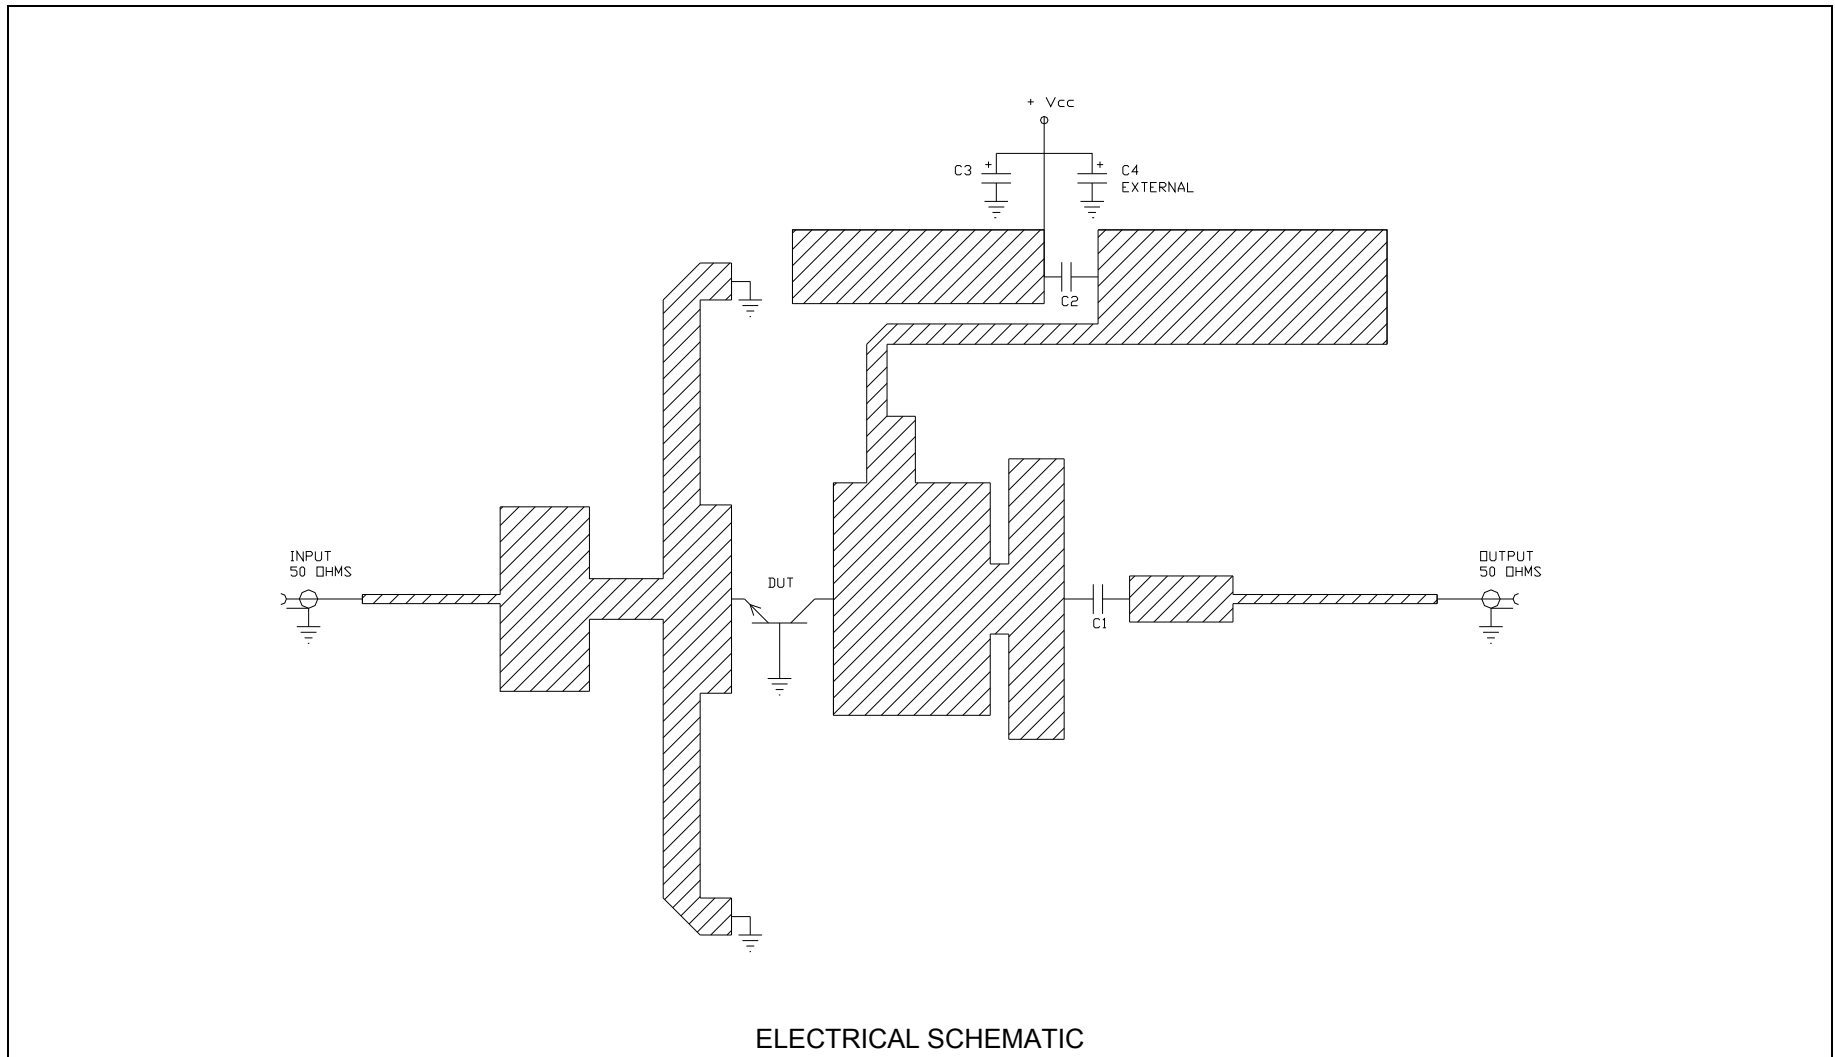 + Vcc
C3
+
+
C4
EXTERNAL
C2
INPUT
50 OHMS
DUT
OUTPUT
50 OHMS
C1
ELECTRICAL SCHEMATIC